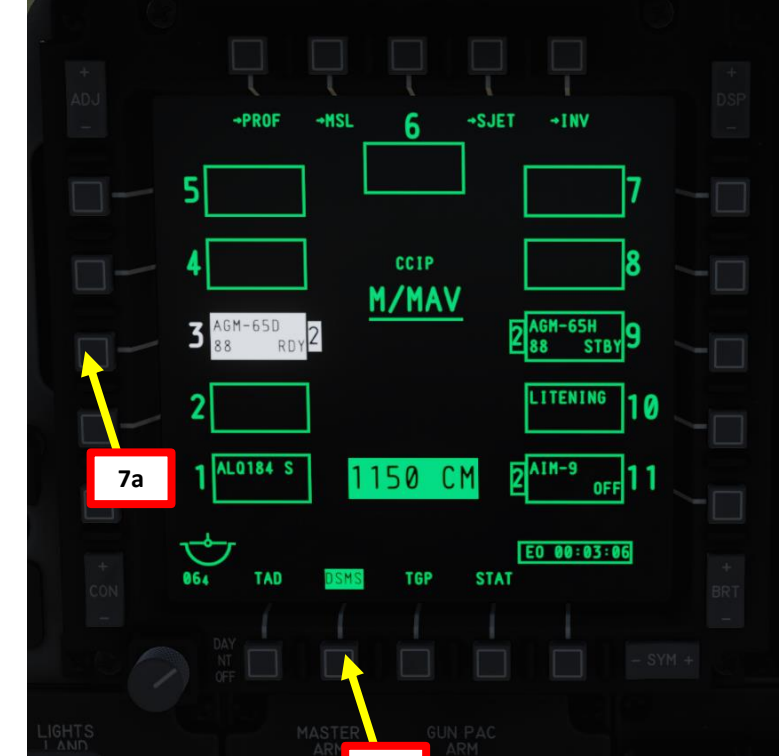 +
ADJ
-
+
DSP
-
→PROF →MSL 6 →SJET →INV
5 7
4 CCIP 8
M/MAV
3 AGM-65D
88 RDY 2
2 AGM-65H
88 STBY 9
2 LITENING 10
7a
1 ALQ184 S 1150 CM 2 AIM-9
OFF 11
EO 00:03:06
064 TAD DSMS TGP STAT
+
CON
-
+
BRT
-
DAY
NT
OFF
- SYM +
LIGHTS
LAND
MASTER
ARM
GUN PAC
ARM